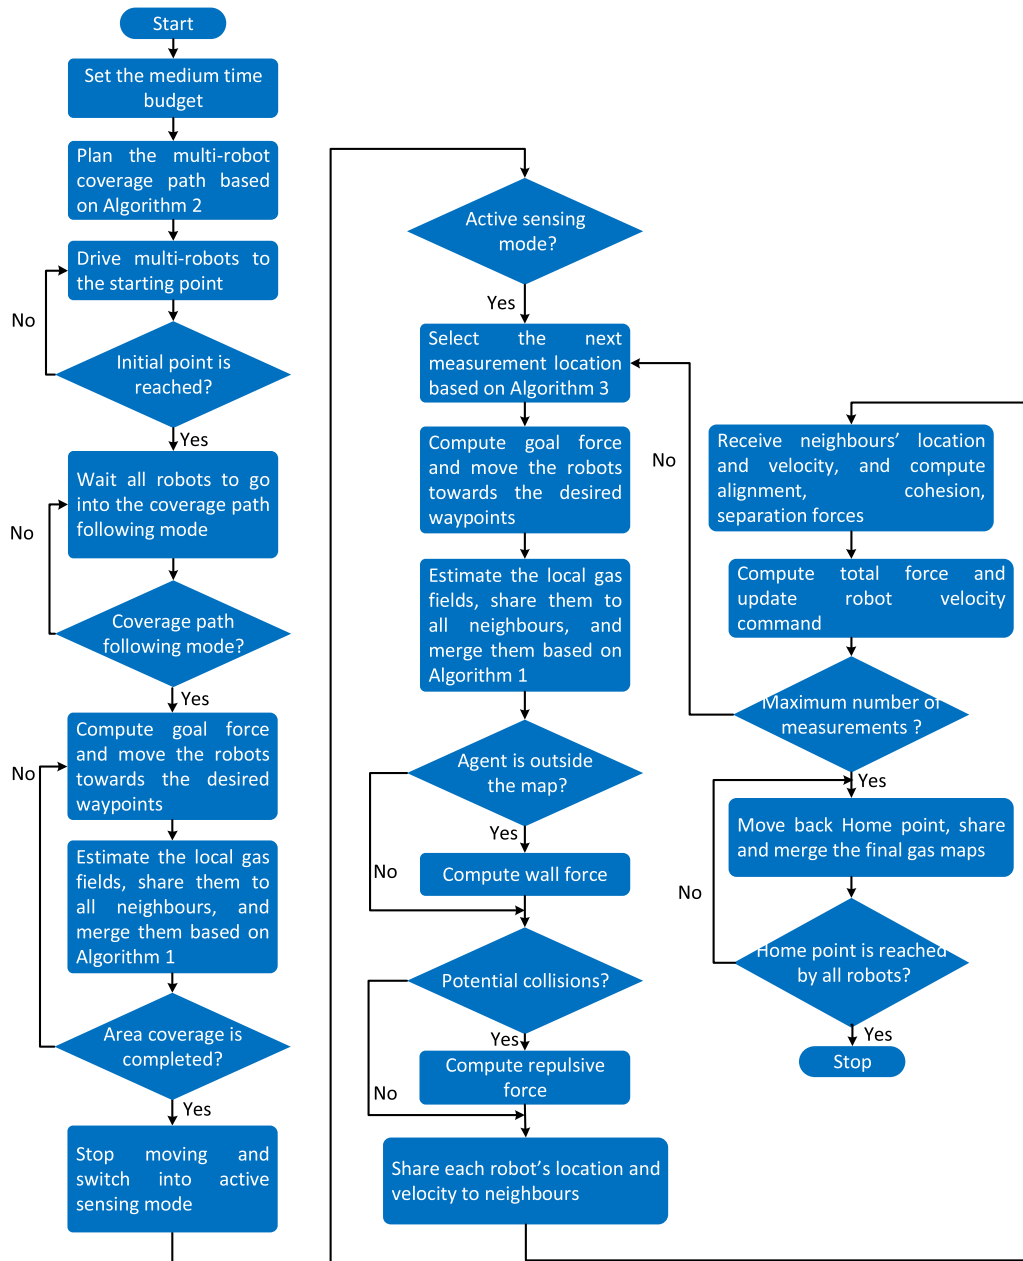 Start
Set the medium time
budget
Plan the multi-robot
coverage path based
on Algorithm 2
Drive multi-robots to
the starting point
No
Initial point is
reached?
Yes
Wait all robots to go
into the coverage path
following mode
No
Coverage path
following mode?
Yes
Compute goal force
and move the robots
towards the desired
waypoints
No
Estimate the local gas
fields, share them to
all neighbours, and
merge them based on
Algorithm 1
Area coverage is
completed?
Yes
Stop moving and
switch into active
sensing mode
Active sensing
mode?
Yes
Select the next
measurement location
based on Algorithm 3
Compute goal force
and move the robots
towards the desired
waypoints
Estimate the local gas
fields, share them to
all neighbours, and
merge them based on
Algorithm 1
Agent is outside
the map?
Yes
No
Compute wall force
Potential collisions?
Yes
No
Compute repulsive
force
Share each robot's location and
velocity to neighbours
Receive neighbours' location
and velocity, and compute
alignment, cohesion,
separation forces
No
Compute total force and
update robot velocity
command
Maximum number of
measurements ?
Yes
Move back Home point, share
and merge the final gas maps
No
Home point is reached
by all robots?
Yes
Stop